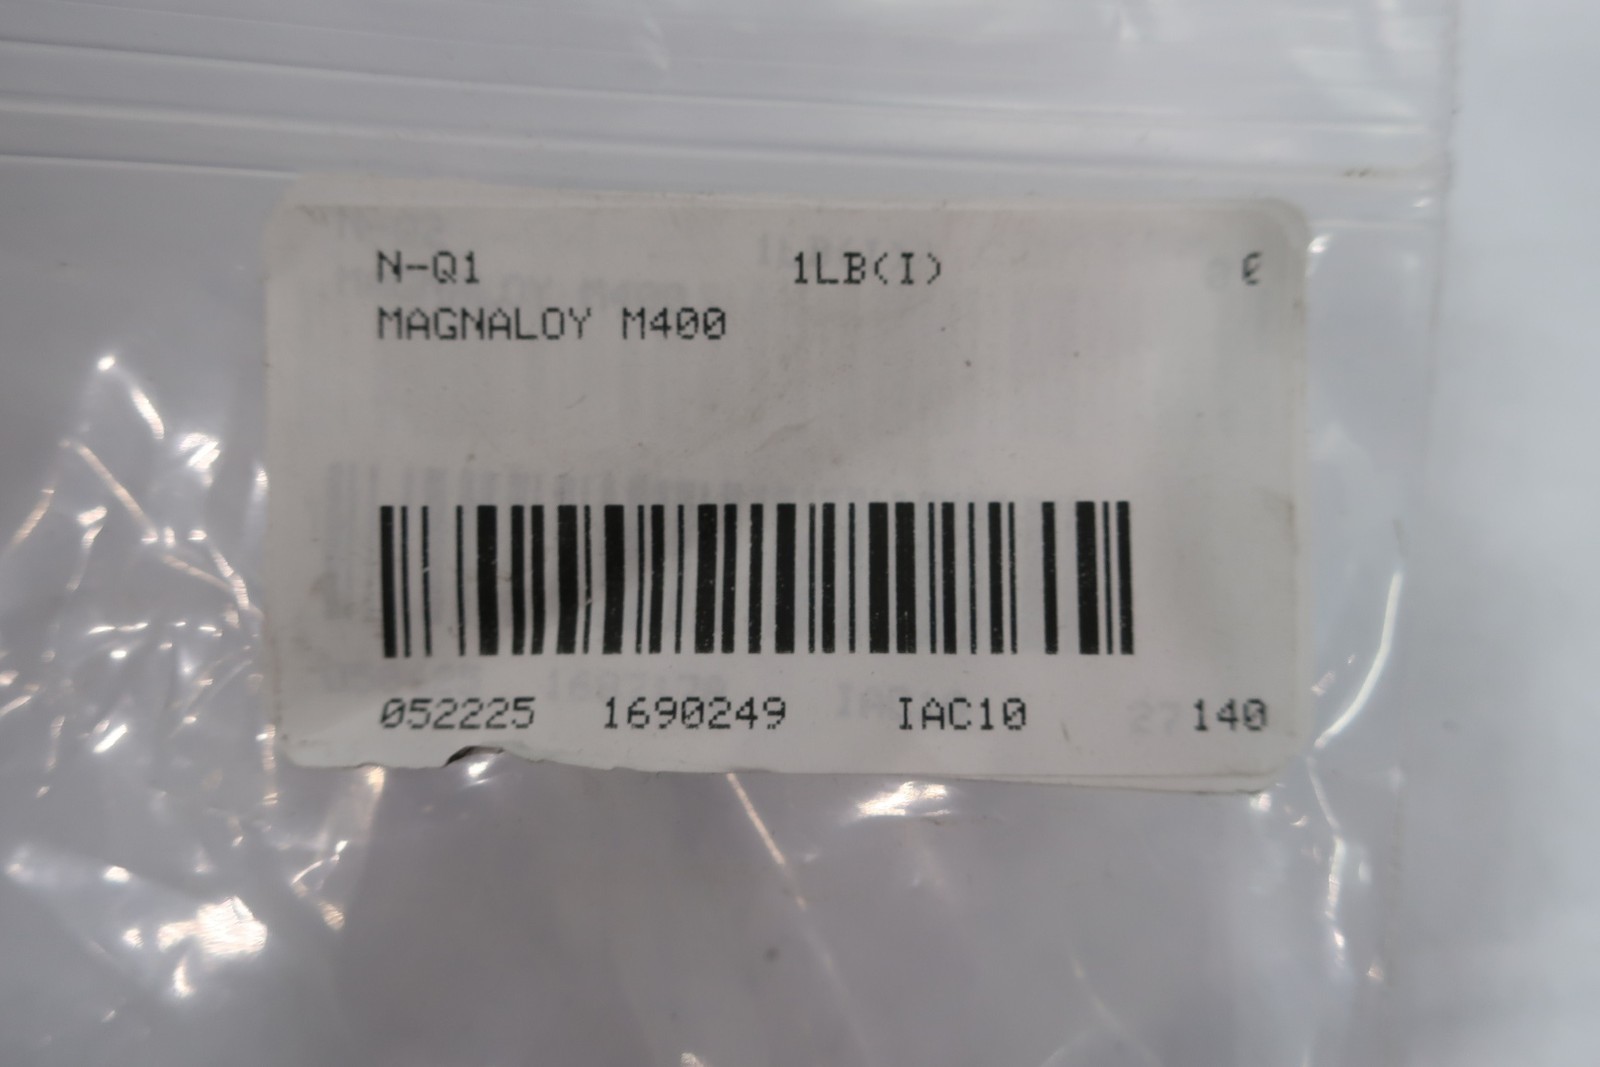 N-Q1 1LB(I)
MAGNALOY M400
052225 1690249 IAC10 140